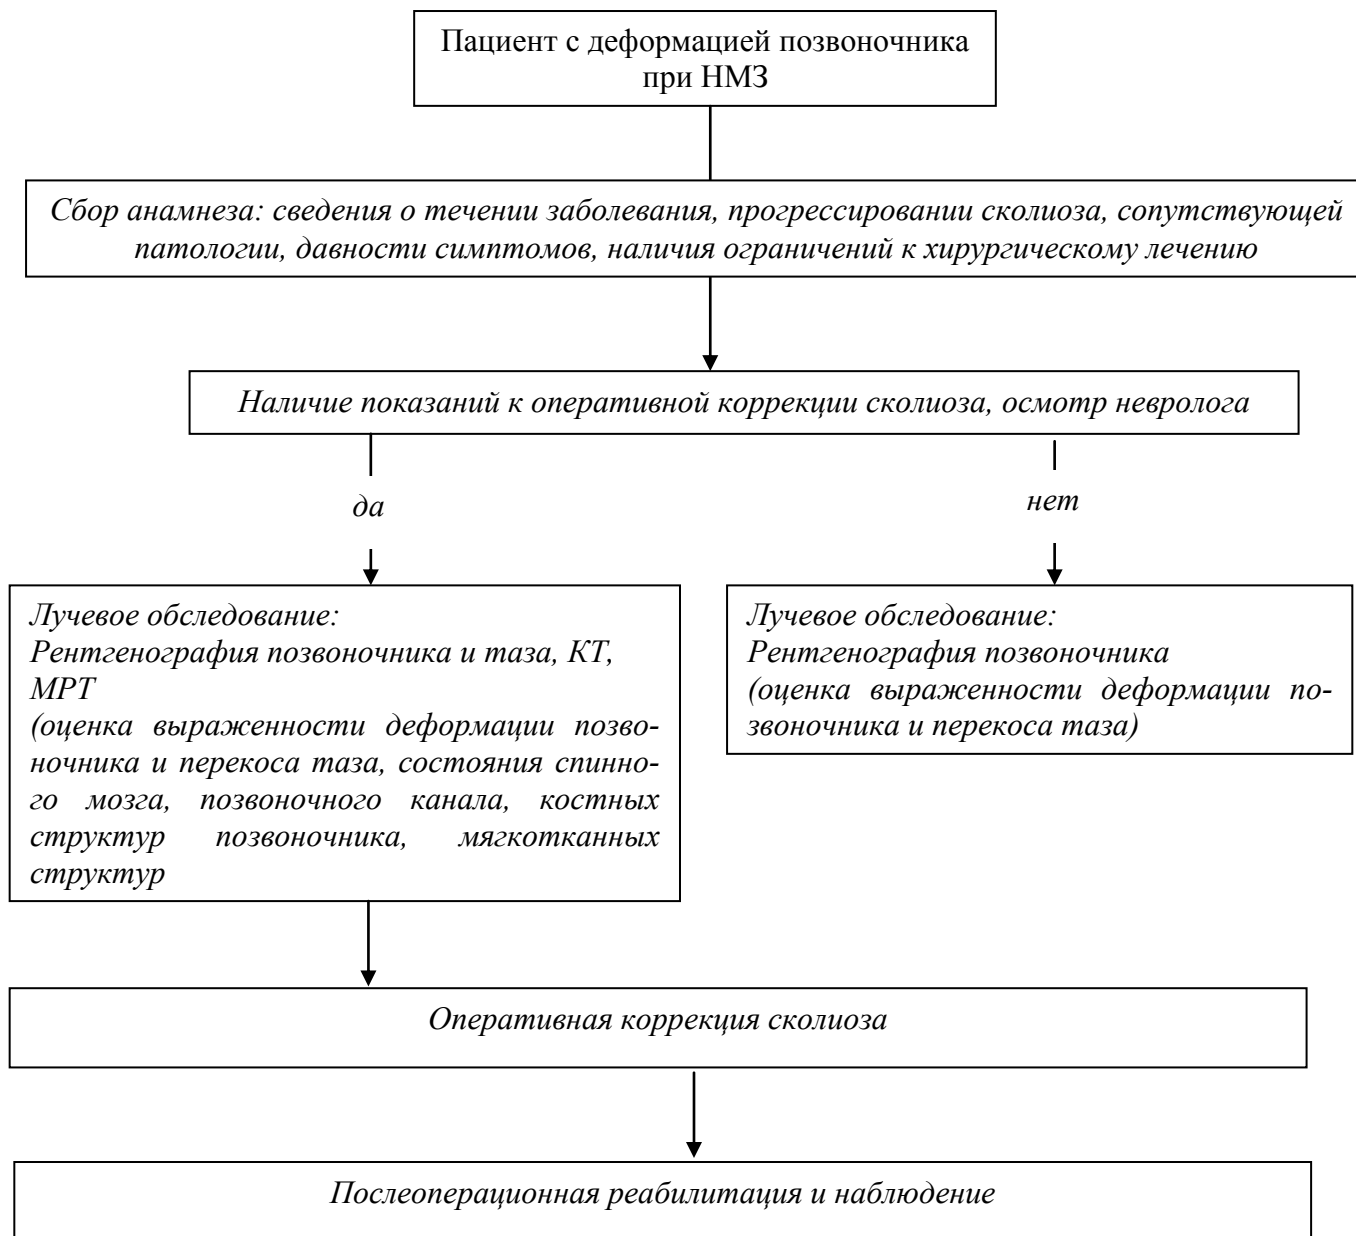 Пациент с деформацией позвоночника
при НМЗ
Сбор анамнеза: сведения о течении заболевания, прогрессировании сколиоза, сопутствующей
патологии, давности симптомов, наличия ограничений к хирургическому лечению
Наличие показаний к оперативной коррекции сколиоза, осмотр невролога
да
нет
Лучевое обследование:
Рентгенография позвоночника и таза, КТ,
МРТ
(оценка выраженности деформации позво-
ночника и перекоса таза, состояния спинно-
го мозга, позвоночного канала, костных
структур позвоночника, мягкотканных
структур
Лучевое обследование:
Рентгенография позвоночника
(оценка выраженности деформации по-
звоночника и перекоса таза)
Оперативная коррекция сколиоза
Послеоперационная реабилитация и наблюдение